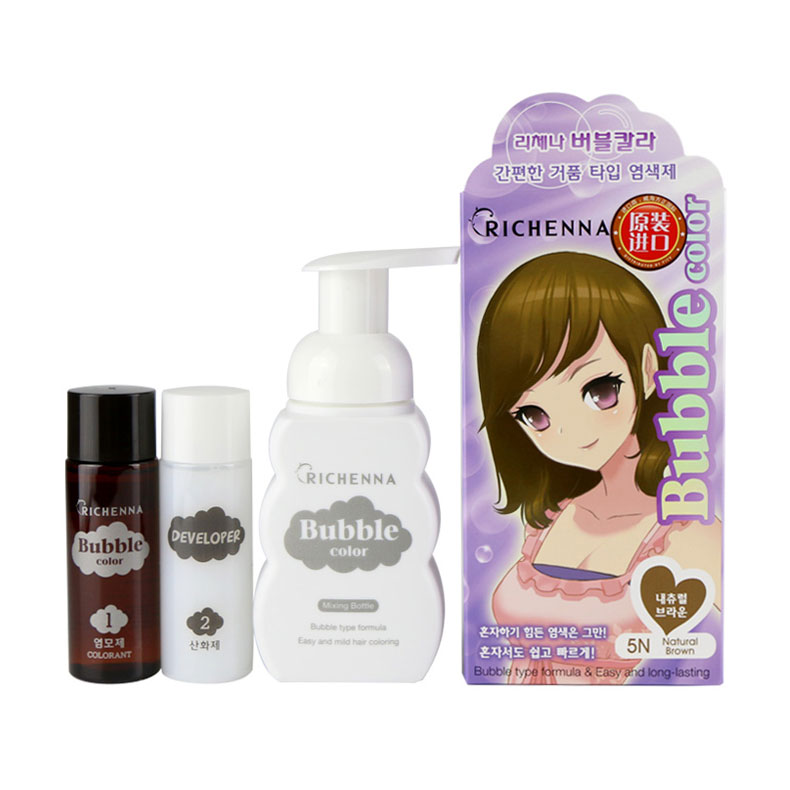 RICHENNA
Bubble
color
1
염모제
COLORANT
DEVELOPER
2
산화제
RICHENNA
Bubble
color
Mixing Bottle
Bubble type formula
Easy and mild hair coloring
리체나 버블칼라
간편한 거품 타입 염색제
RICHENNA
原装
进口
Bubble
color
내츄럴
브라운
5N
Natural
Brown
혼자하기 힘든 염색은 그만!
혼자서도 쉽고 빠르게!
Bubble type formula & Easy and long-lasting